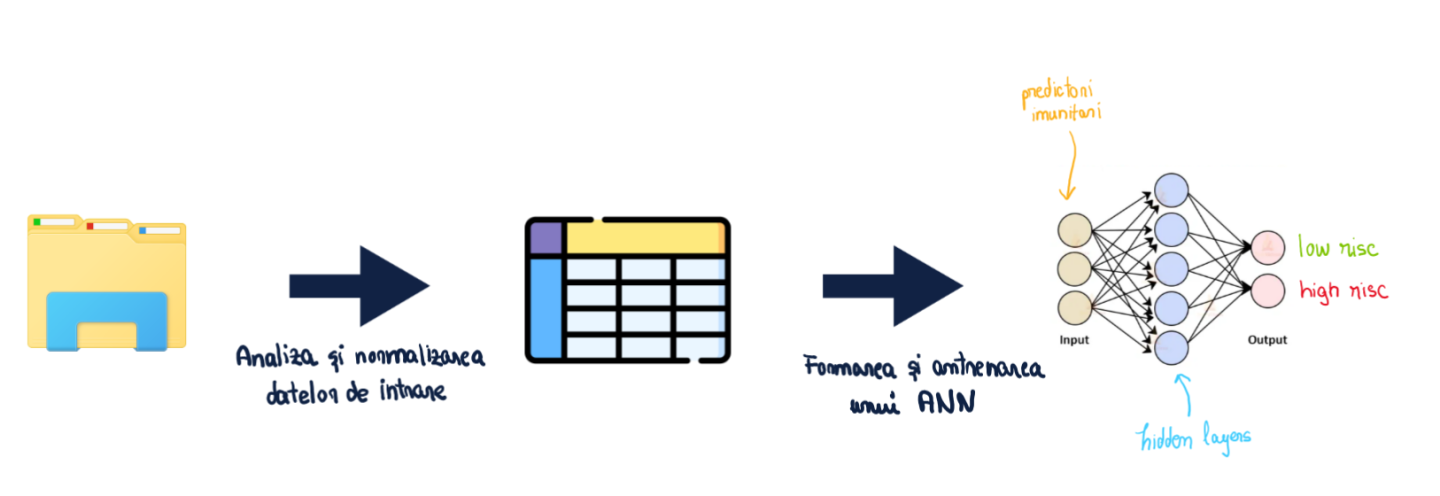 Analiza și normalizarea
datelor de intrare
Formarea și antrenarea
unui ANN
predictori
imunitari
Input
hidden layers
Output
low risc
high risc